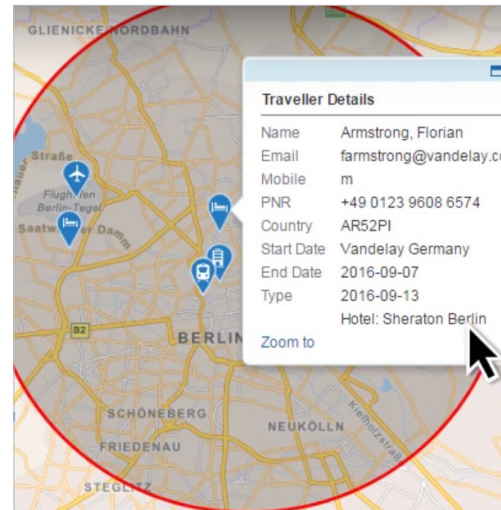 GLIENICKE/NORDBAHN
Traveller Details
Name Armstrong, Florian
Email farmstrong@vandelay.co
Mobile m
PNR +49 0123 9608 6574
Country AR52PI
Start Date Vandelay Germany
End Date 2016-09-07
Type 2016-09-13
Hotel: Sheraton Berlin
Zoom to
Straße
Flughafen
Berlin-Tegel
Saatwinkler Damm
B2
BERLIN
SCHÖNEBERG
NEUKÖLLN
Kiefholzstraße
FRIEDENAU
STEGLITZ